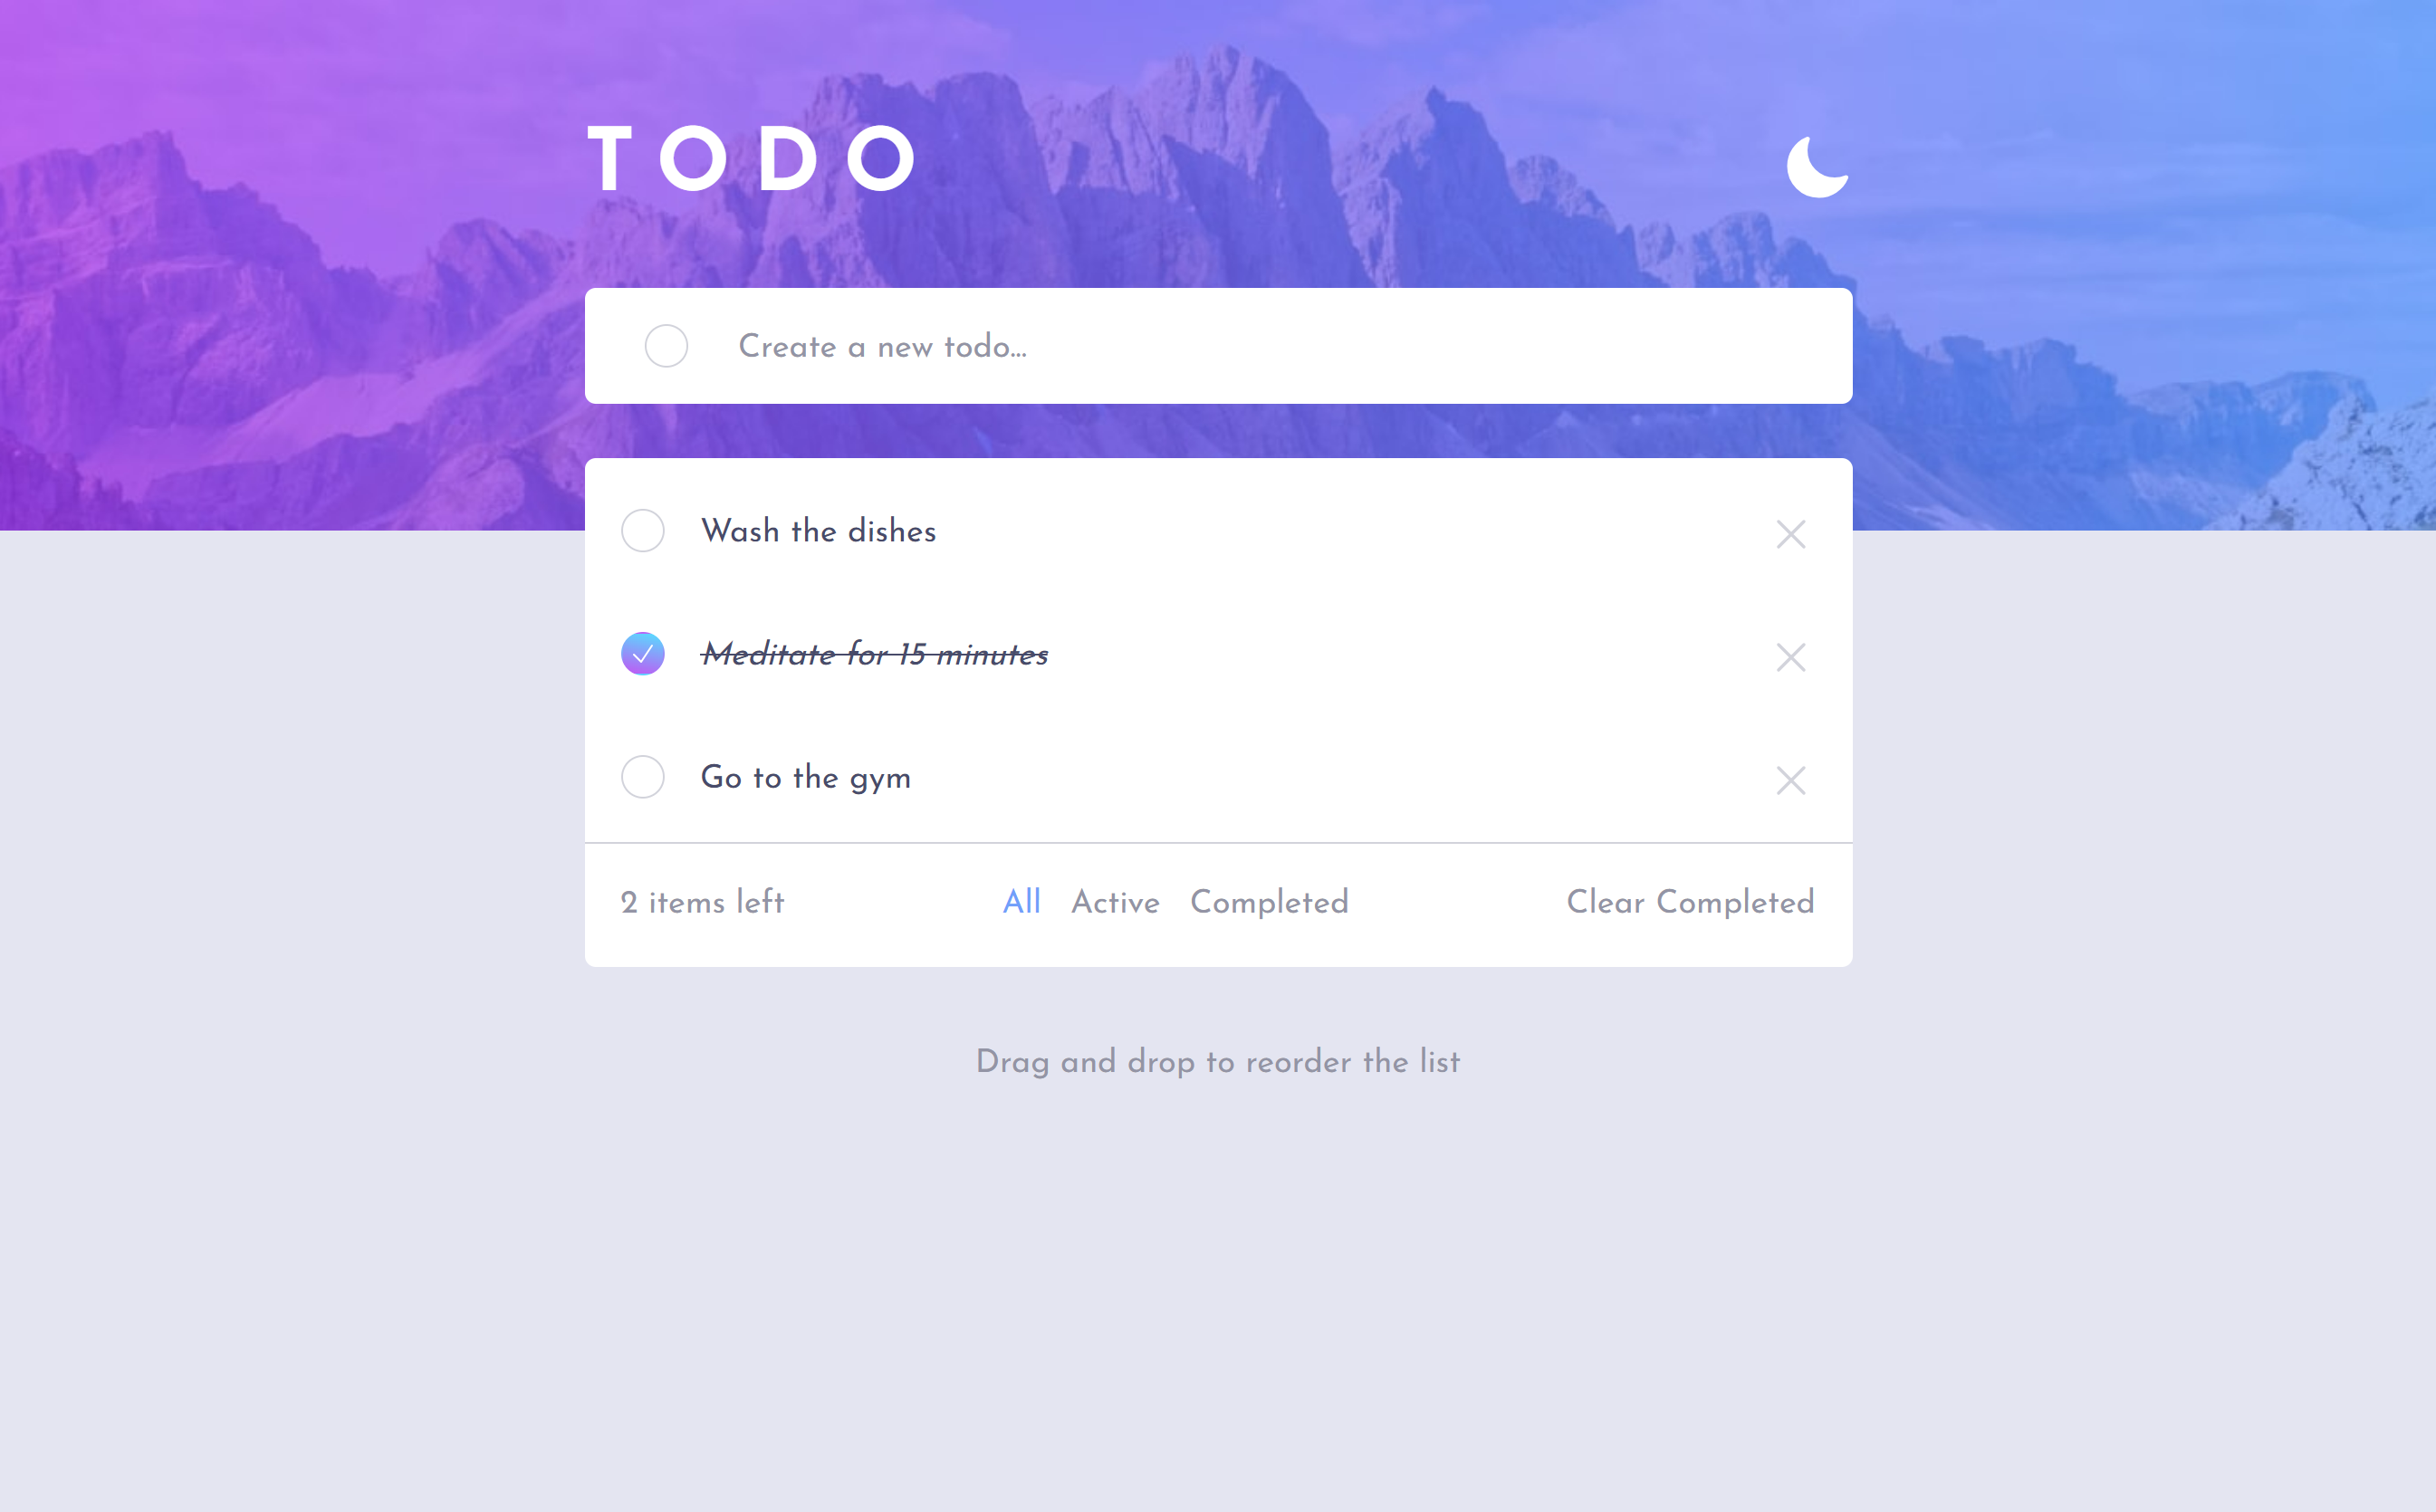 TODO
Create a new todo...
Wash the dishes
Meditate for 15 minutes
Go to the gym
2 items left All Active Completed Clear Completed
Drag and drop to reorder the list